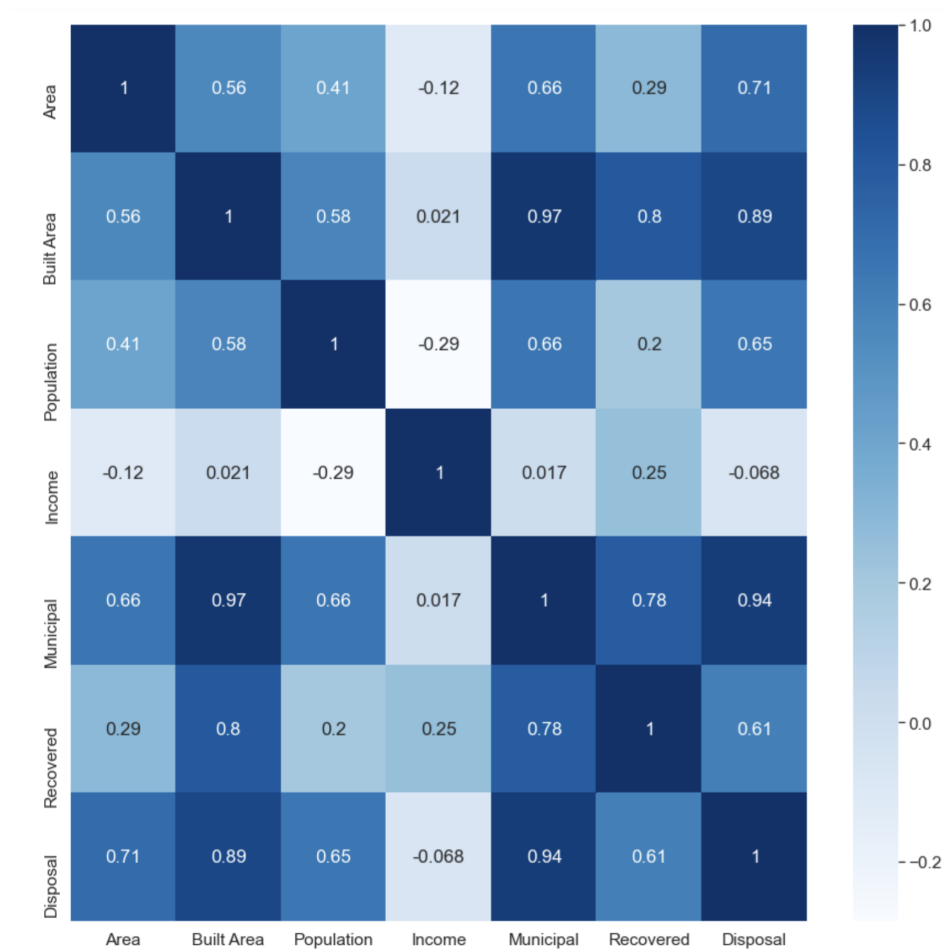 Area 1 0.56 0.41 -0.12 0.66 0.29 0.71
Built Area 0.56 1 0.58 0.021 0.97 0.8 0.89
Population 0.41 0.58 1 -0.29 0.66 0.2 0.65
Income -0.12 0.021 -0.29 1 0.017 0.25 -0.068
Municipal 0.66 0.97 0.66 0.017 1 0.78 0.94
Recovered 0.29 0.8 0.2 0.25 0.78 1 0.61
Disposal 0.71 0.89 0.65 -0.068 0.94 0.61 1
Area Built Area Population Income Municipal Recovered Disposal
1.0
0.8
0.6
0.4
0.2
0.0
−0.2